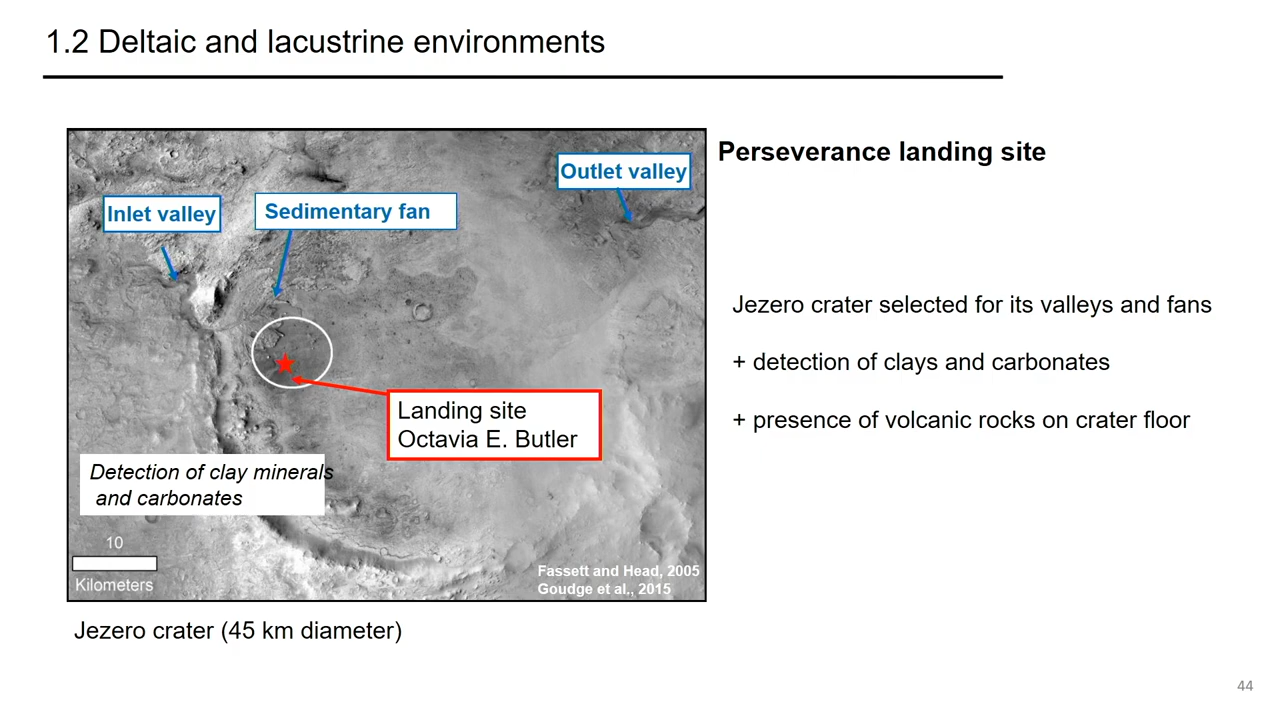 1.2 Deltaic and lacustrine environments
Perseverance landing site
Outlet valley
Inlet valley
Sedimentary fan
Jezero crater selected for its valleys and fans
+ detection of clays and carbonates
+ presence of volcanic rocks on crater floor
Landing site
Octavia E. Butler
Detection of clay minerals
and carbonates
10
Kilometers
Fassett and Head, 2005
Goudge et al., 2015
Jezero crater (45 km diameter)
44